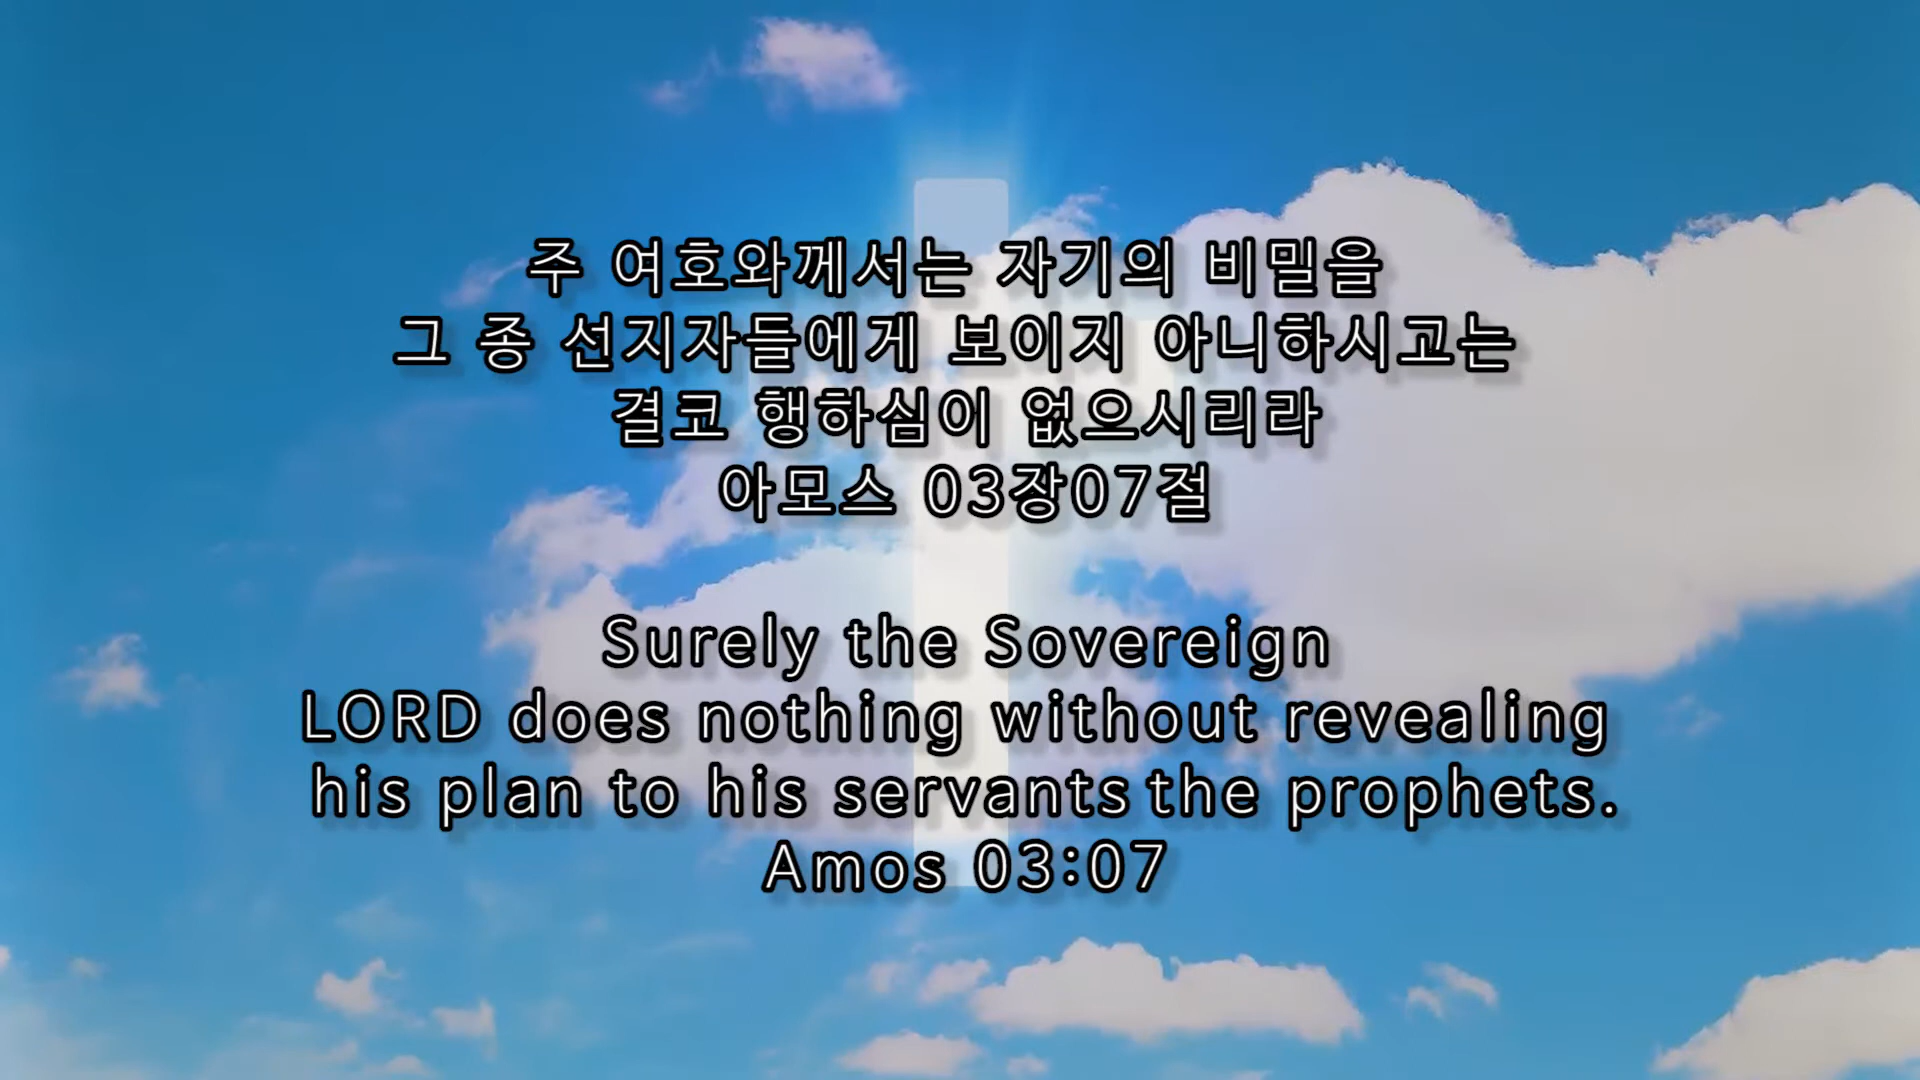 주 여호와께서는 자기의 비밀을
그 종 선지자들에게 보이지 아니하시고는
결코 행하심이 없으시리라
아모스 03장07절
Surely the Sovereign
LORD does nothing without revealing
his plan to his servants the prophets.
Amos 03:07